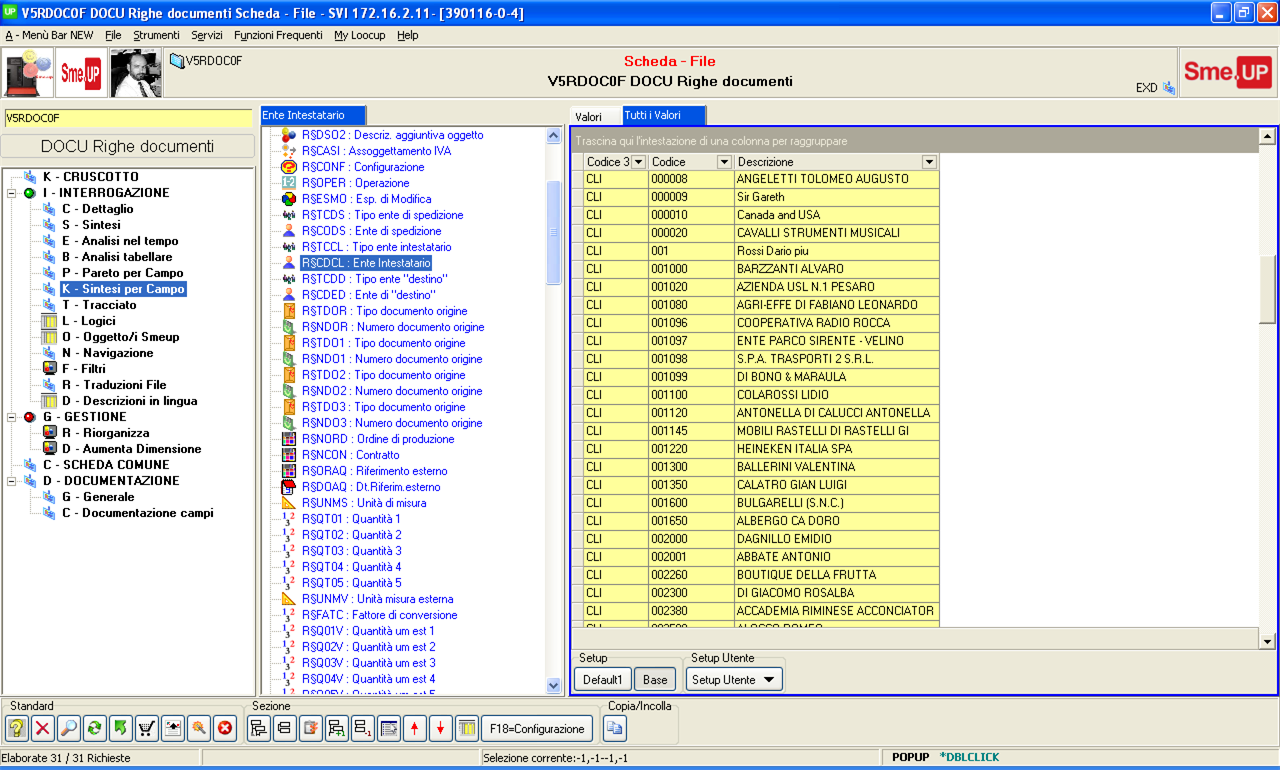 V5RDOC0F DOCU Righe documenti Scheda - File - SVI 172.16.2.11- [390116-0-4]
A - Menù Bar NEW File Strumenti Servizi Funzioni Frequenti My Loocup Help
Sme.UP
V5RDOC0F
Scheda - File
V5RDOC0F DOCU Righe documenti
EXD
Sme.UP
V5RDOC0F
DOCU Righe documenti
K - CRUSCOTTO
I - INTERROGAZIONE
C - Dettaglio
S - Sintesi
E - Analisi nel tempo
B - Analisi tabellare
P - Pareto per Campo
K - Sintesi per Campo
T - Tracciato
L - Logici
O - Oggetto/i Smeup
N - Navigazione
F - Filtri
R - Traduzioni File
D - Descrizioni in lingua
G - GESTIONE
R - Riorganizza
D - Aumenta Dimensione
C - SCHEDA COMUNE
D - DOCUMENTAZIONE
G - Generale
C - Documentazione campi
Ente Intestatario
R§DSO2 : Descriz. aggiuntiva oggetto
R§CASI : Assoggettamento IVA
R§CONF : Configurazione
R§OPER : Operazione
R§ESMO : Esp. di Modifica
R§TCDS : Tipo ente di spedizione
R§CODS : Ente di spedizione
R§TCCL : Tipo ente intestatario
R§CDCL : Ente Intestatario
R§TCDD : Tipo ente "destino"
R§CDED : Ente di "destino"
R§TDOR : Tipo documento origine
R§NDOR : Numero documento origine
R§TDO1 : Tipo documento origine
R§NDO1 : Numero documento origine
R§TDO2 : Tipo documento origine
R§NDO2 : Numero documento origine
R§TDO3 : Tipo documento origine
R§NDO3 : Numero documento origine
R§NORD : Ordine di produzione
R§NCON : Contratto
R§ORAQ : Riferimento esterno
R§DOAQ : Dt.Riferim.esterno
R§UNMS : Unità di misura
R§QT01 : Quantità 1
R§QT02 : Quantità 2
R§QT03 : Quantità 3
R§QT04 : Quantità 4
R§QT05 : Quantità 5
R§UNMV : Unità misura esterna
R§FATC : Fattore di conversione
R§Q01V : Quantità um est 1
R§Q02V : Quantità um est 2
R§Q03V : Quantità um est 3
R§Q04V : Quantità um est 4
R§Q05V : Quantità um est 5
Valori Tutti i Valori
Trascina qui l'intestazione di una colonna per raggruppare
Codice 3 Codice Descrizione
CLI 000008 ANGELETTI TOLOMEO AUGUSTO
CLI 000009 Sir Gareth
CLI 000010 Canada and USA
CLI 000020 CAVALLI STRUMENTI MUSICALI
CLI 001 Rossi Dario piu
CLI 001000 BARZZANTI ALVARO
CLI 001020 AZIENDA USL N.1 PESARO
CLI 001080 AGRI-EFFE DI FABIANO LEONARDO
CLI 001096 COOPERATIVA RADIO ROCCA
CLI 001097 ENTE PARCO SIRENTE - VELINO
CLI 001098 S.P.A. TRASPORTI 2 S.R.L.
CLI 001099 DI BONO & MARAULA
CLI 001100 COLAROSSI LIDIO
CLI 001120 ANTONELLA DI CALUCCI ANTONELLA
CLI 001145 MOBILI RASTELLI DI RASTELLI GI
CLI 001220 HEINEKEN ITALIA SPA
CLI 001300 BALLERINI VALENTINA
CLI 001350 CALATRO GIAN LUIGI
CLI 001600 BULGARELLI (S.N.C.)
CLI 001650 ALBERGO CA DORO
CLI 002000 DAGNILLO EMIDIO
CLI 002001 ABBATE ANTONIO
CLI 002260 BOUTIQUE DELLA FRUTTA
CLI 002300 DI GIACOMO ROSALBA
CLI 002380 ACCADEMIA RIMINESE ACCONCIATOR
Setup Setup Utente
Default1 Base Setup Utente
Standard Sezione Copia/Incolla
F18=Configurazione
Elaborate 31 / 31 Richieste Selezione corrente:-1,-1--1,-1 POPUP *DBLCLICK